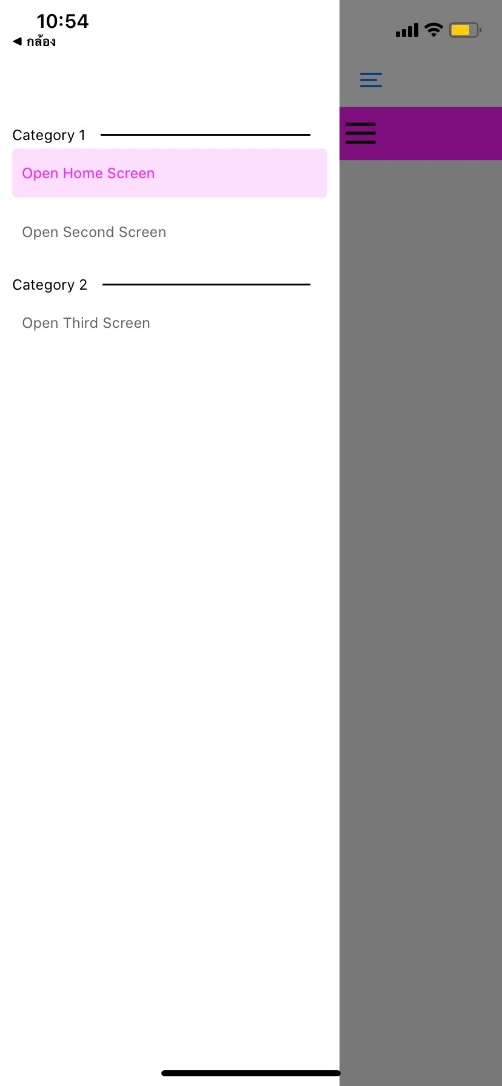 10:54
◀ กล้อง
Category 1
Open Home Screen
Open Second Screen
Category 2
Open Third Screen